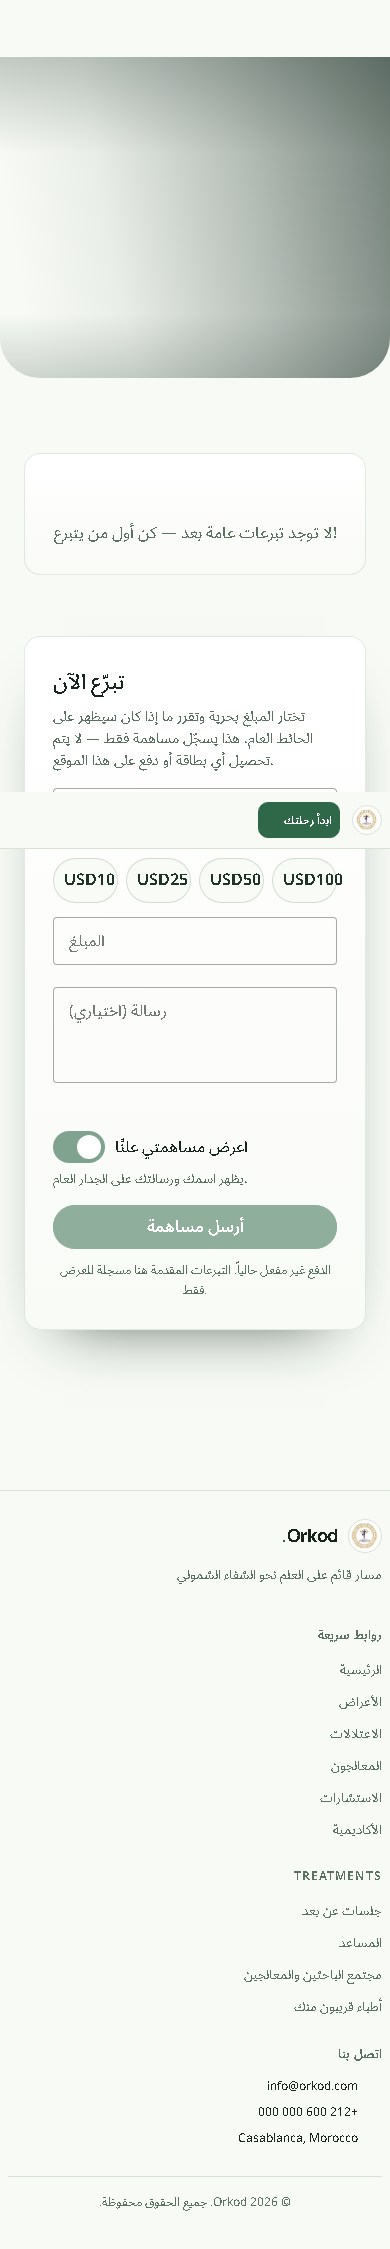 لا توجد تبرعات عامة بعد — كن أول من يتبرع!
تبرّع الآن
تختار المبلغ بحرية وتقرر ما إذا كان سيظهر على
الحائط العام. هذا يسجّل مساهمة فقط — لا يتم
تحصيل أي بطاقة أو دفع على هذا الموقع.
ابدأ رحلتك
USD10 USD25 USD50 USD100
المبلغ
رسالة (اختياري)
اعرض مساهمتي علنًا
يظهر اسمك ورسالتك على الجدار العام.
أرسل مساهمة
الدفع غير مفعل حالياً. التبرعات المقدمة هنا مسجلة للعرض
فقط.
Orkod.
مسار قائم على العلم نحو الشفاء الشمولي
روابط سريعة
الرئيسية
الأعراض
الاعتلالات
المعالجون
الاستشارات
الأكاديمية
TREATMENTS
جلسات عن بعد
المساعد
مجتمع الباحثين والمعالجين
أطباء قريبون منك
اتصل بنا
info@orkod.com
+212 600 000 000
Casablanca, Morocco
© 2026 Orkod. جميع الحقوق محفوظة.